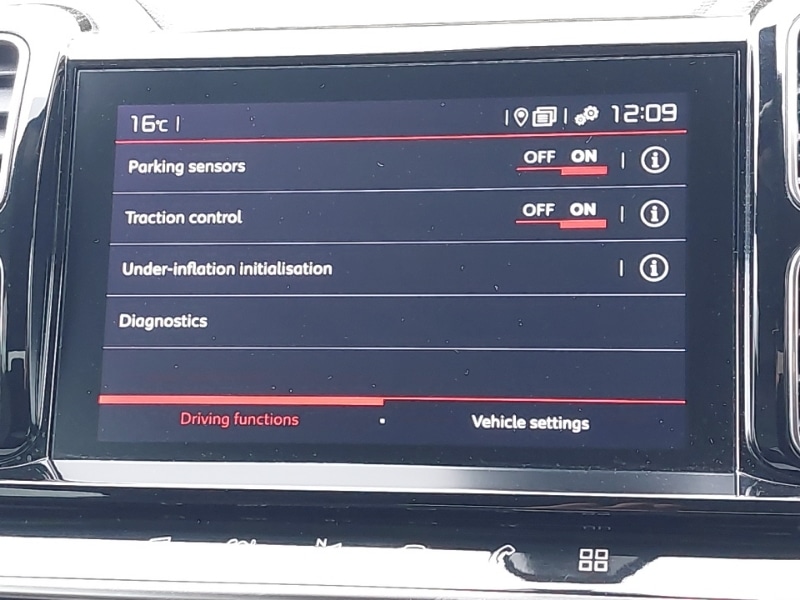 16°C 12:09
Parking sensors OFF ON i
Traction control OFF ON i
Under-inflation initialisation i
Diagnostics
Driving functions Vehicle settings
N